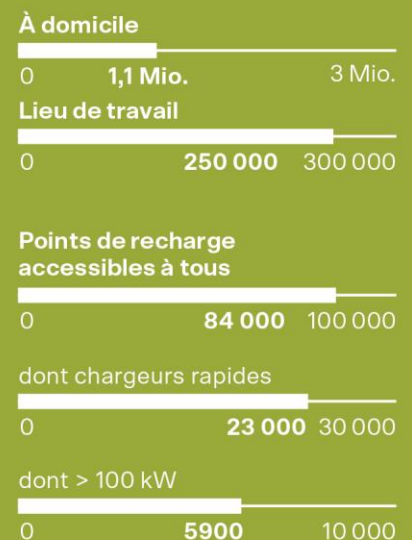 À domicile
0 1,1 Mio. 3 Mio.
Lieu de travail
0 250 000 300 000
Points de recharge
accessibles à tous
0 84 000 100 000
dont chargeurs rapides
0 23 000 30 000
dont > 100 kW
0 5900 10 000